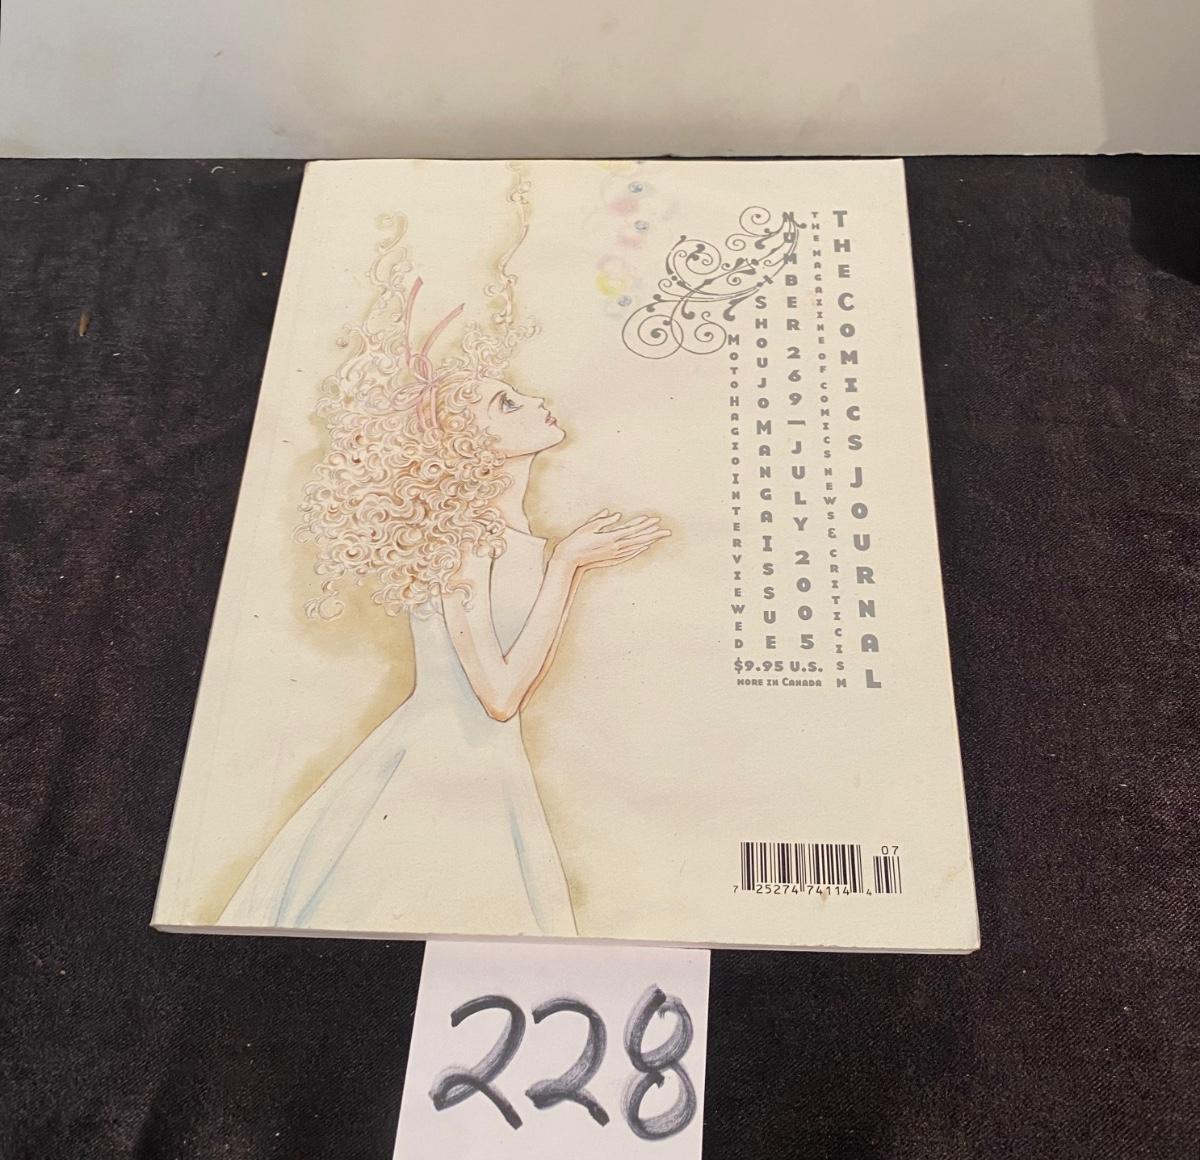 THE COMICS JOURNAL
THE MAGAZINE OF COMICS NEWS & CRITICISM
NUMBER 269—JULY 2005
SHOUJO MANGA ISSUE
MOTO HAGIO INTERVIEWED
$9.95 U.S.
MORE IN CANADA
07
7 25274 74114 4
228